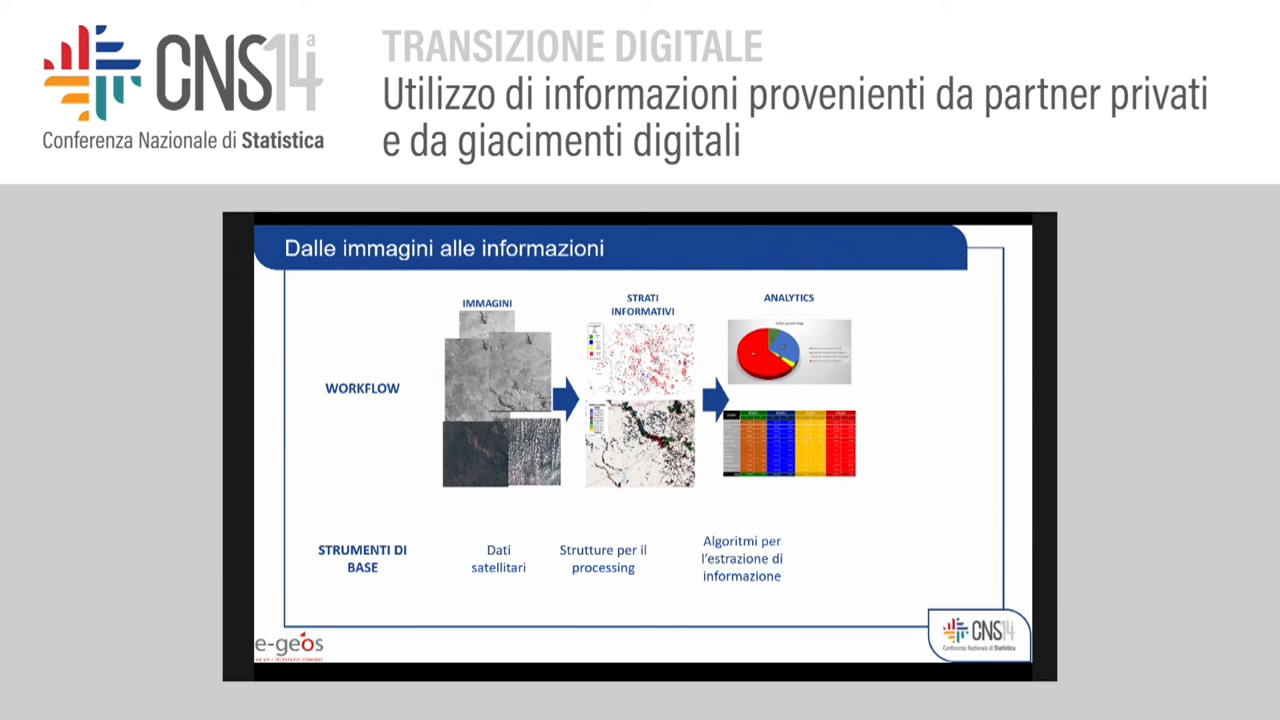 CNS14ª
Conferenza Nazionale di Statistica
TRANSIZIONE DIGITALE
Utilizzo di informazioni provenienti da partner privati
e da giacimenti digitali
Dalle immagini alle informazioni
IMMAGINI
STRATI
INFORMATIVI
ANALYTICS
WORKFLOW
STRUMENTI DI
BASE
Dati
satellitari
Strutture per il
processing
Algoritmi per
l'estrazione di
informazione
e-geos
CNS14
Conferenza Nazionale di Statistica